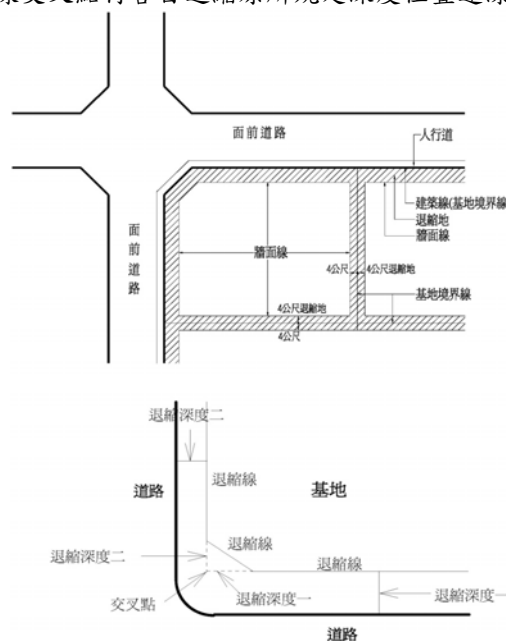 面前道路
人行道
建築線(基地境界線
退縮地
牆面線
面前道路
牆面線
4公尺
4公尺退縮地
基地境界線
4公尺退縮地
4公尺
退縮深度二
退縮線
道路
基地
退縮線
退縮深度二
退縮線
交叉點
退縮深度一
退縮深度一
道路